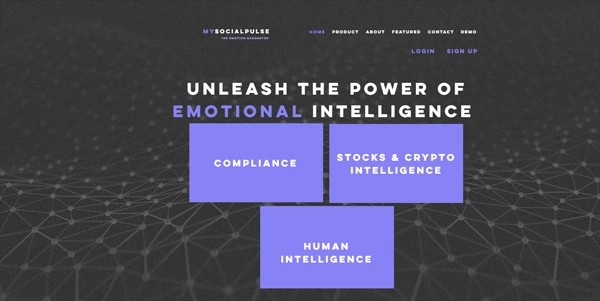 MYSOCIALPULSE
THE EMOTION BAROMETER
HOME PRODUCT ABOUT FEATURED CONTACT DEMO
LOGIN SIGN UP
UNLEASH THE POWER OF
EMOTIONAL INTELLIGENCE
COMPLIANCE
STOCKS & CRYPTO
INTELLIGENCE
HUMAN
INTELLIGENCE